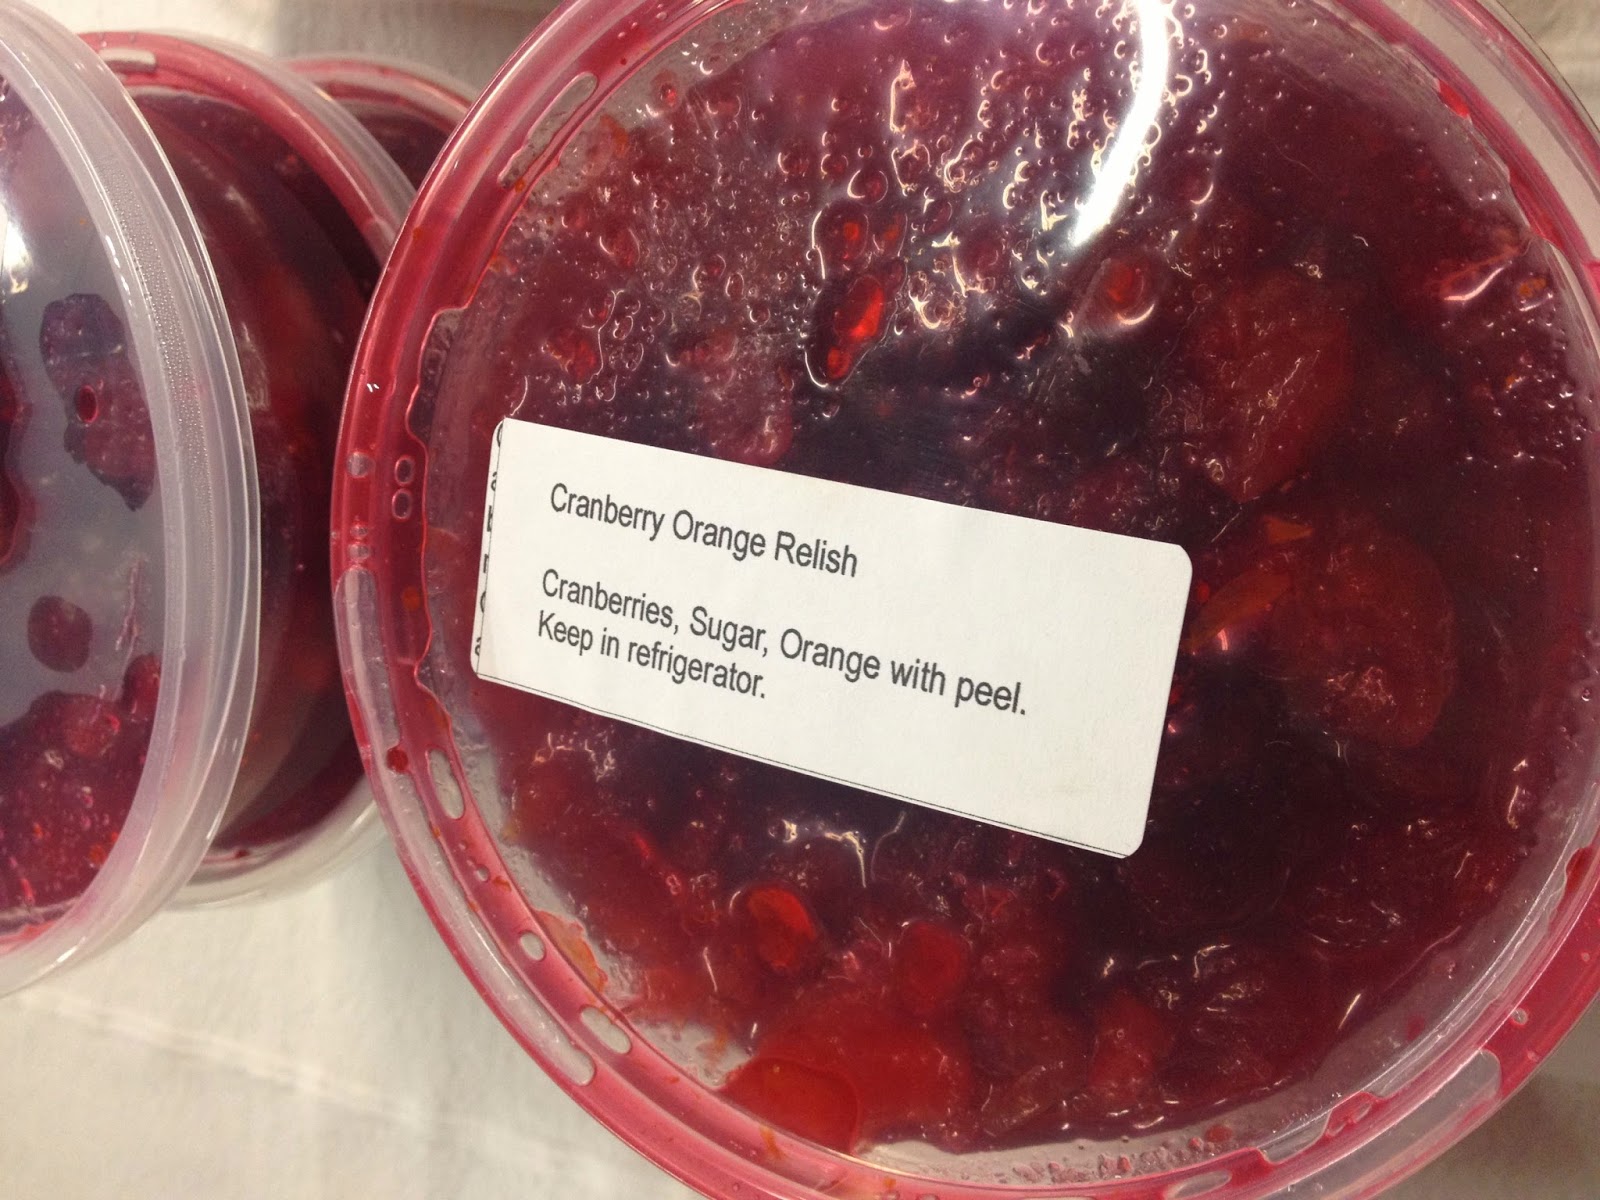 Cranberry Orange Relish
Cranberries, Sugar, Orange with peel.
Keep in refrigerator.